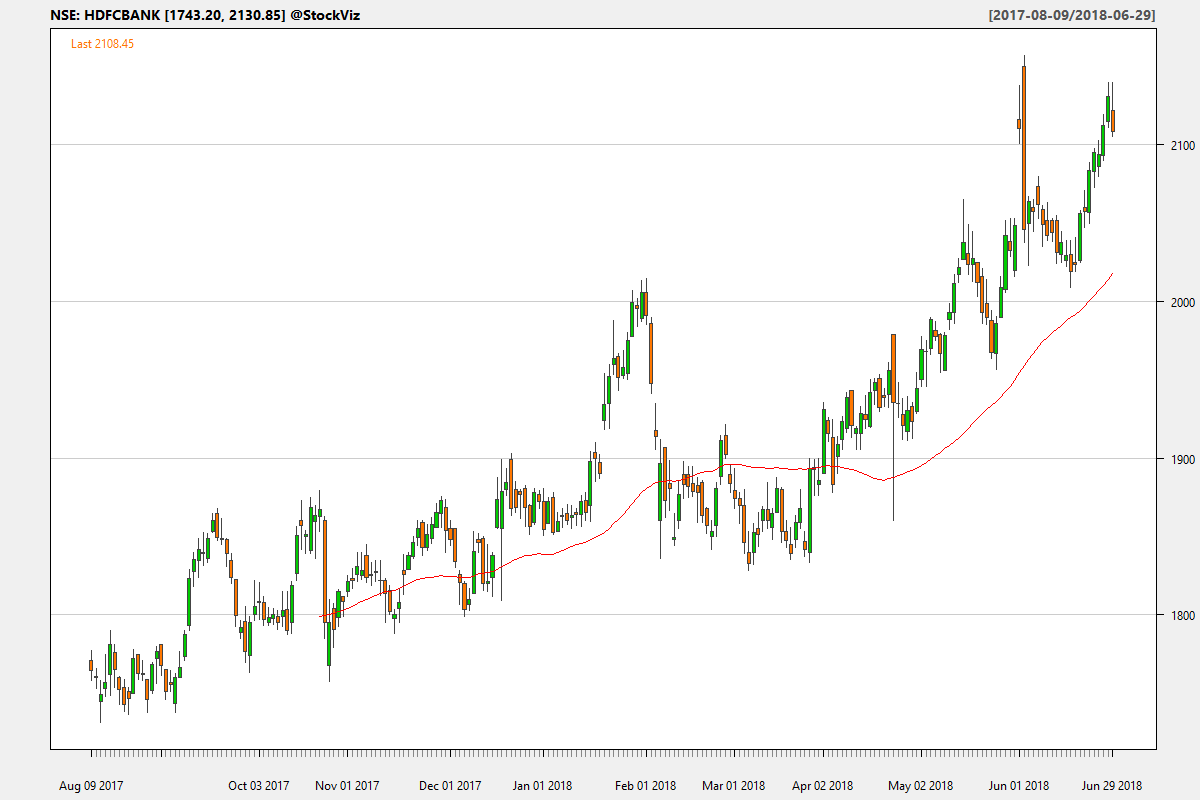 NSE: HDFCBANK [1743.20, 2130.85] @StockViz [2017-08-09/2018-06-29]
Last 2108.45
2100
2000
1900
1800
Aug 09 2017 Oct 03 2017 Nov 01 2017 Dec 01 2017 Jan 01 2018 Feb 01 2018 Mar 01 2018 Apr 02 2018 May 02 2018 Jun 01 2018 Jun 29 2018